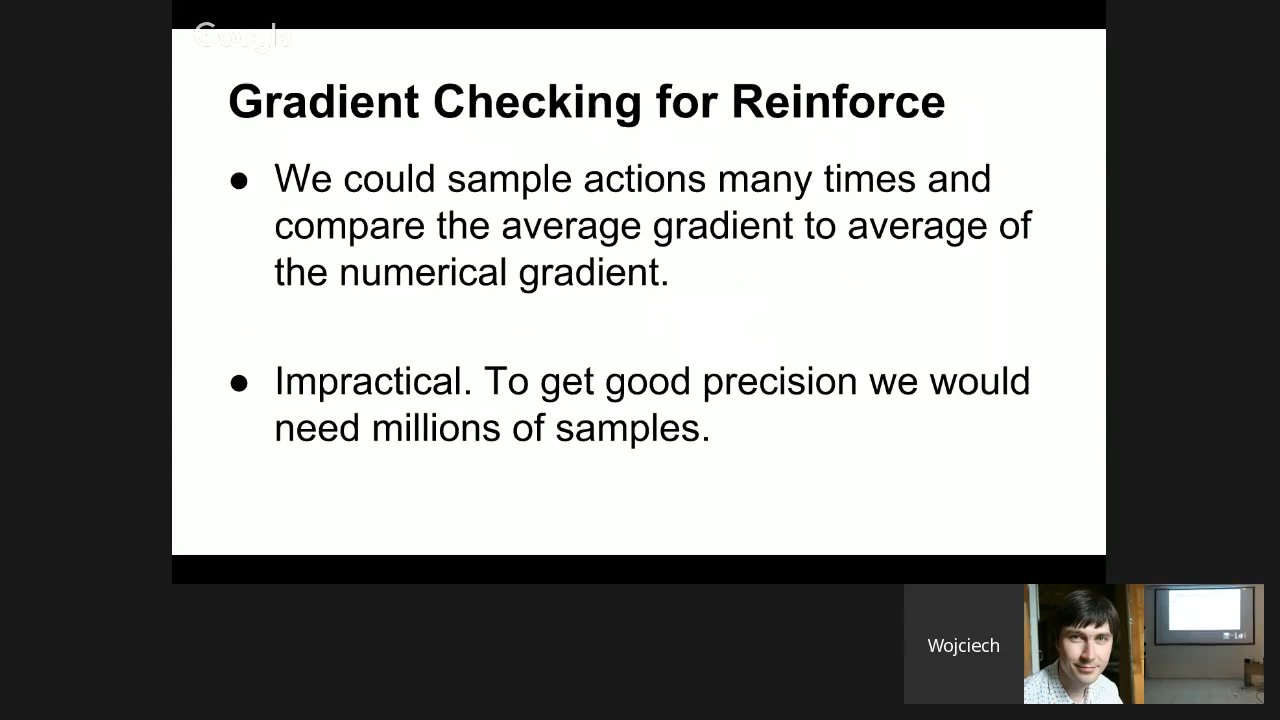 Google
Gradient Checking for Reinforce
● We could sample actions many times and
compare the average gradient to average of
the numerical gradient.
● Impractical. To get good precision we would
need millions of samples.
Wojciech